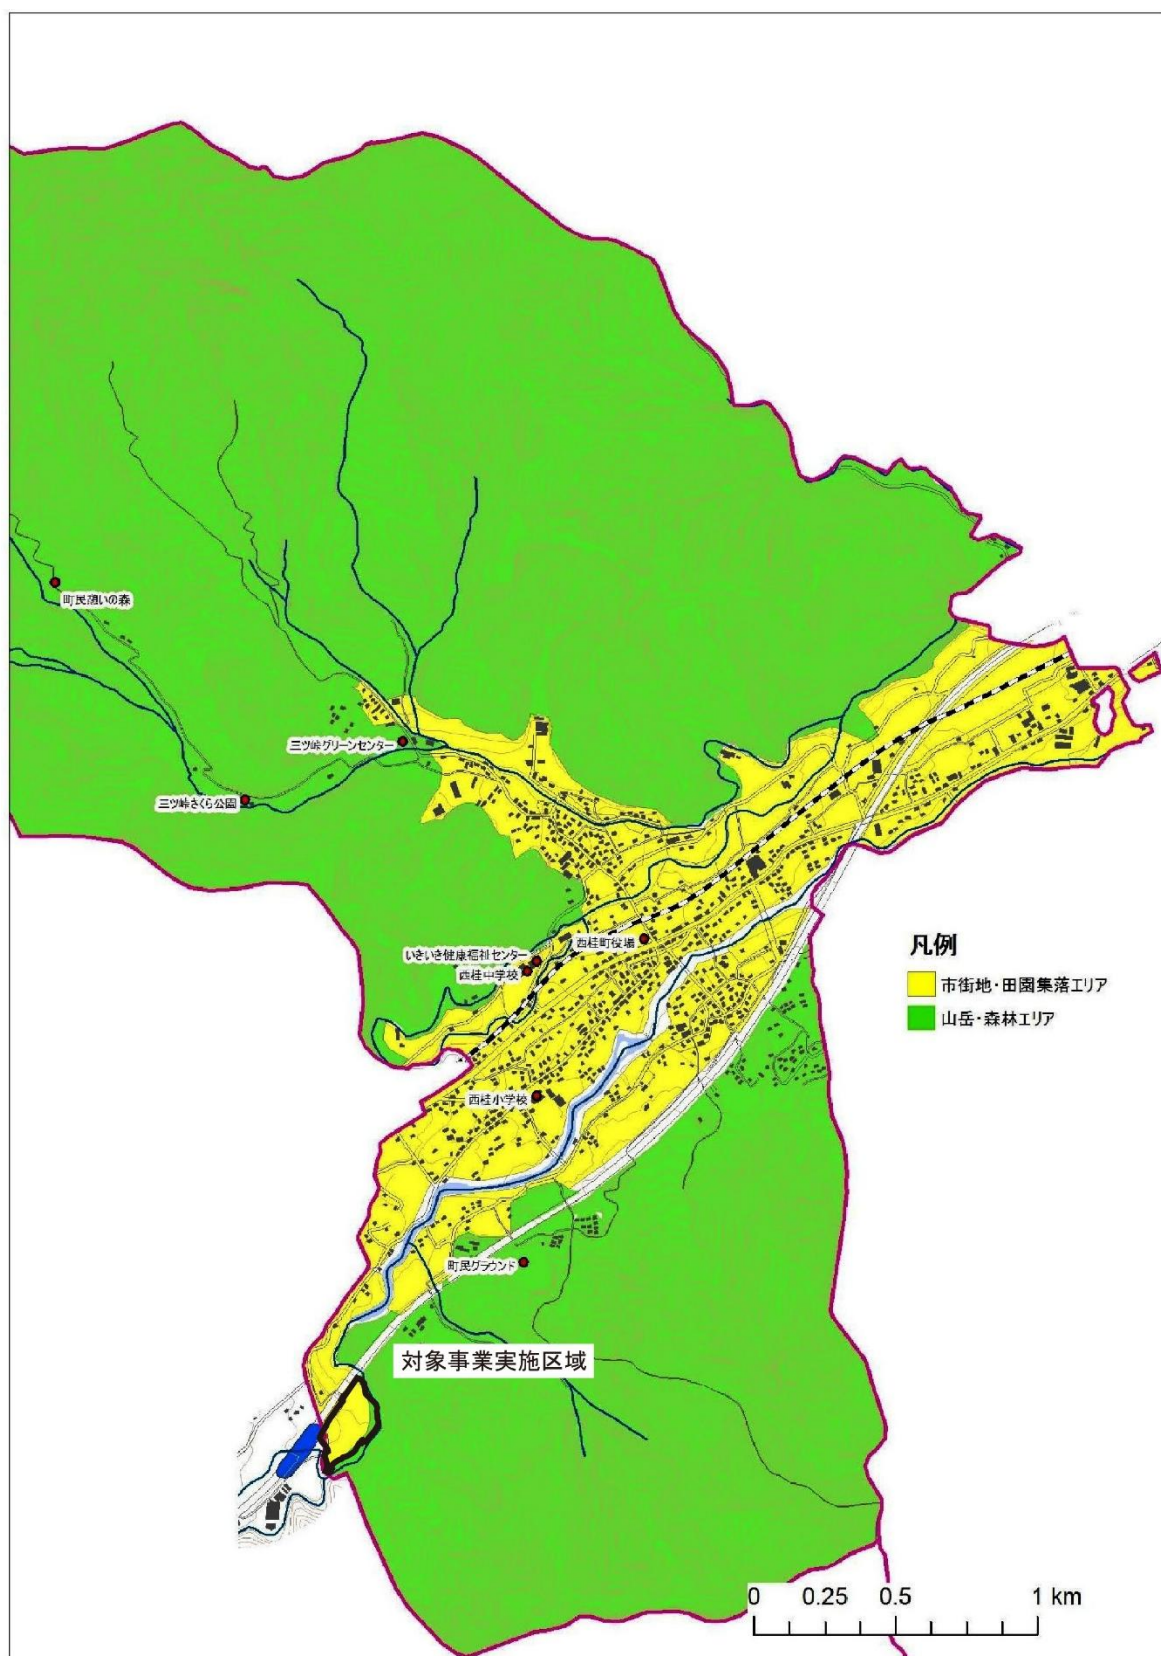 町民憩いの森
三ツ峠グリーンセンター
三ツ峠さくら公園
西桂町役場
いきいき健康福祉センター
西桂中学校
凡例
市街地・田園集落エリア
山岳・森林エリア
西桂小学校
町民グラウンド
対象事業実施区域
0 0.25 0.5 1 km